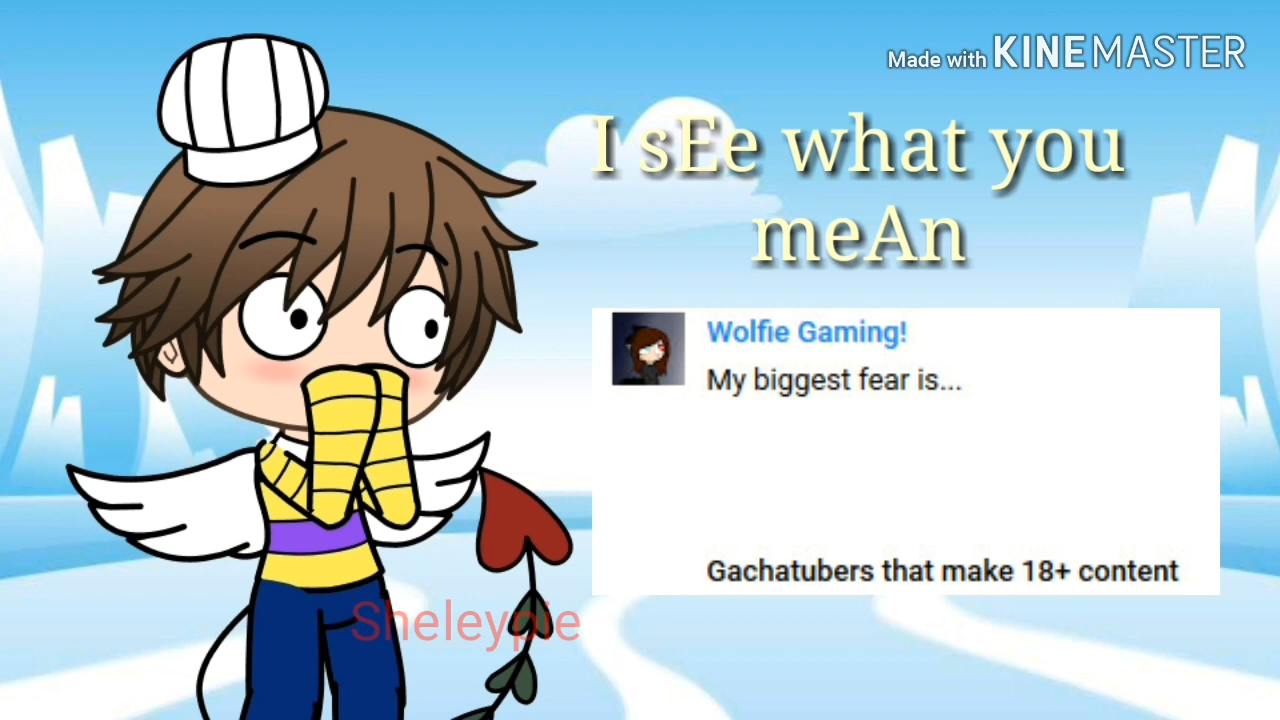 Made with KINEMASTER
I sEe what you
meAn
Wolfie Gaming!
My biggest fear is...
Gachatubers that make 18+ content
Sheleypie